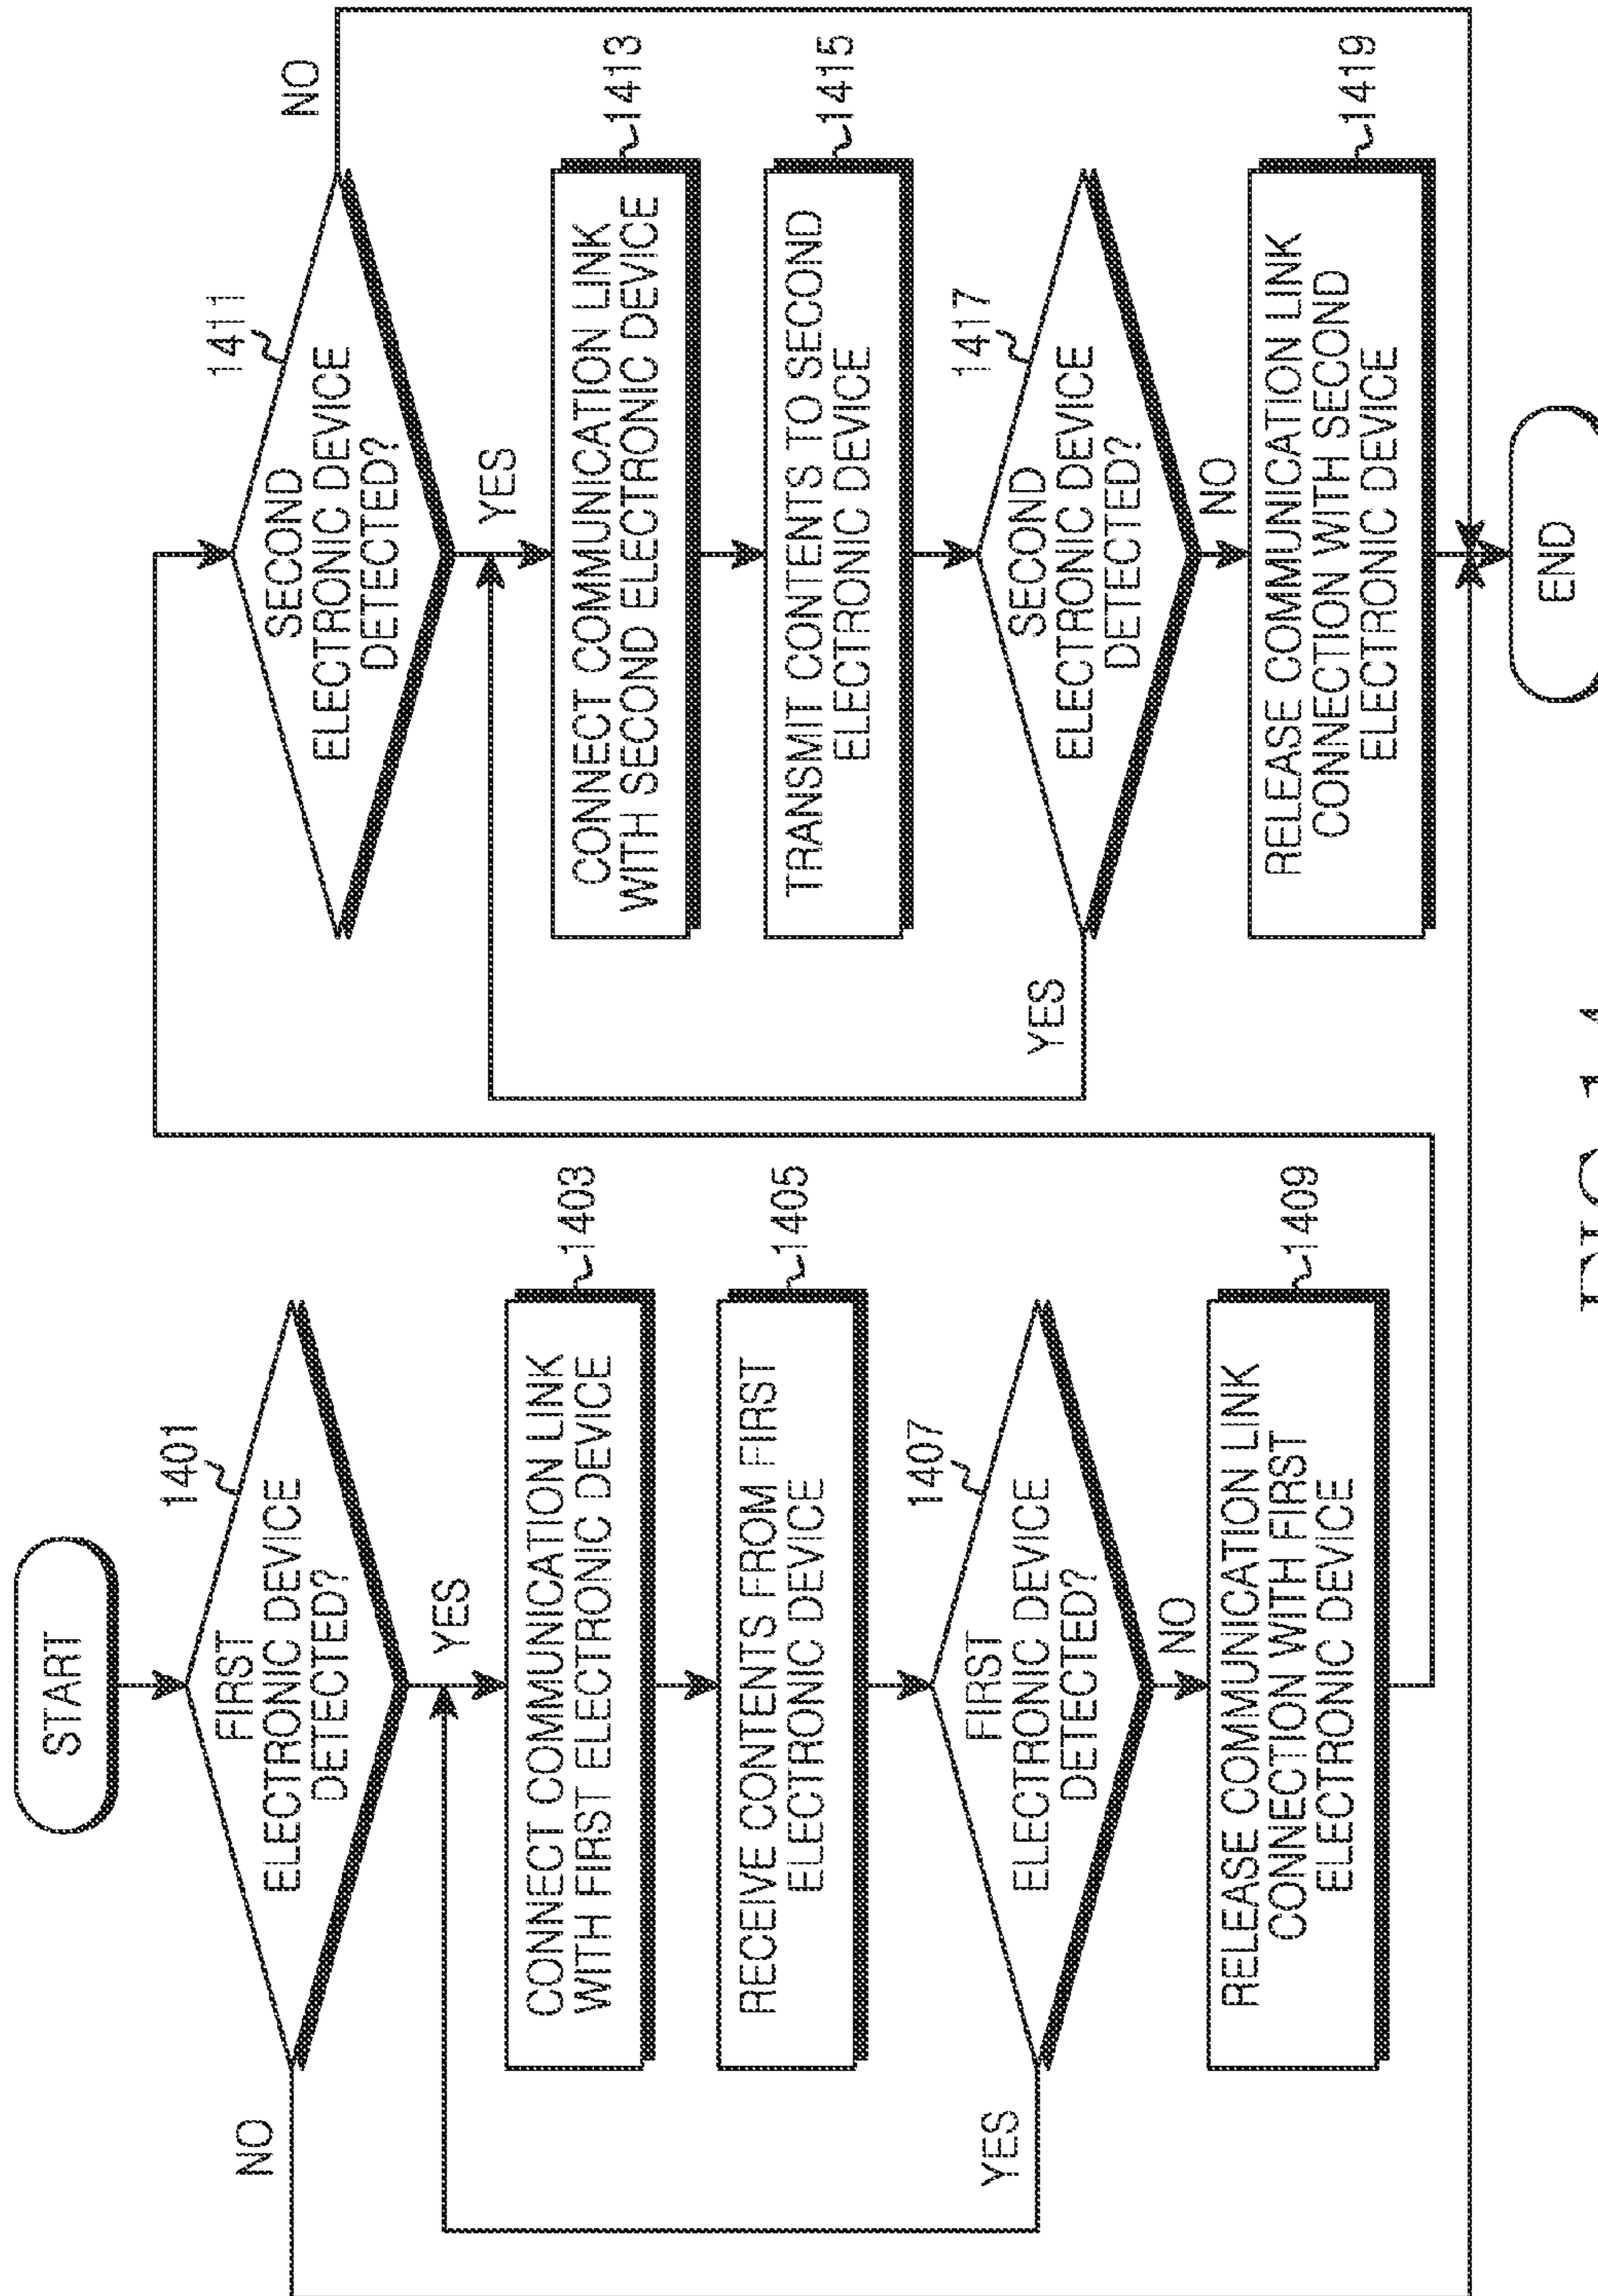 START
1401
FIRST
ELECTRONIC DEVICE
DETECTED?
NO
YES
CONNECT COMMUNICATION LINK
WITH FIRST ELECTRONIC DEVICE
1403
RECEIVE CONTENTS FROM FIRST
ELECTRONIC DEVICE
1405
1407
FIRST
ELECTRONIC DEVICE
DETECTED?
YES
NO
RELEASE COMMUNICATION LINK
CONNECTION WITH FIRST
ELECTRONIC DEVICE
1409
1411
SECOND
ELECTRONIC DEVICE
DETECTED?
NO
YES
CONNECT COMMUNICATION LINK
WITH SECOND ELECTRONIC DEVICE
1413
TRANSMIT CONTENTS TO SECOND
ELECTRONIC DEVICE
1415
1417
SECOND
ELECTRONIC DEVICE
DETECTED?
YES
NO
RELEASE COMMUNICATION LINK
CONNECTION WITH SECOND
ELECTRONIC DEVICE
1419
END